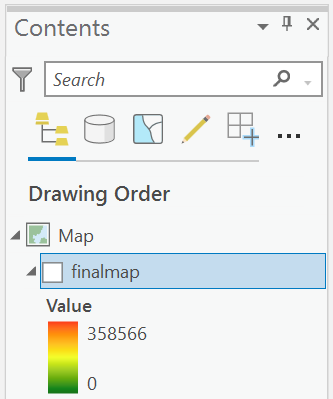 Contents
Search
Drawing Order
Map
finalmap
Value
358566
0